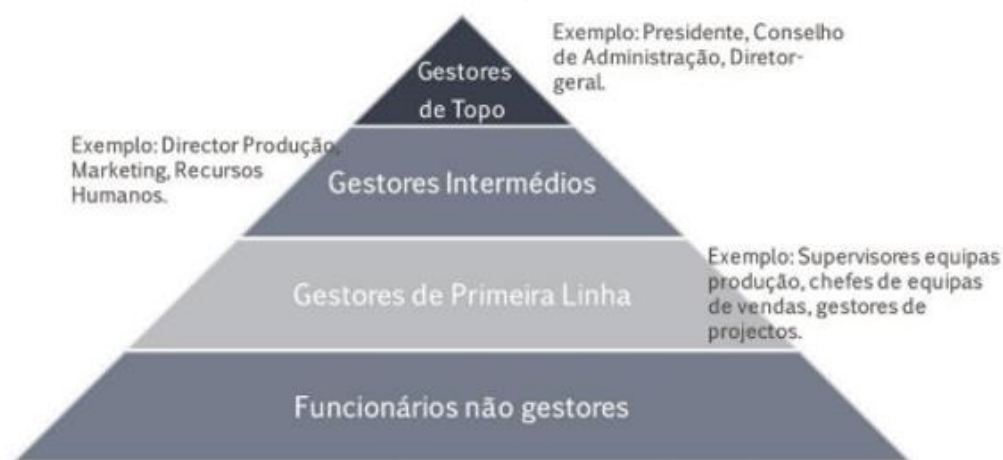 Exemplo: Presidente, Conselho
de Administração, Diretor-
geral.
Gestores
de Topo
Exemplo: Director Produção,
Marketing, Recursos
Humanos.
Gestores Intermédios
Exemplo: Supervisores equipas
produção, chefes de equipas
de vendas, gestores de
projectos.
Gestores de Primeira Linha
Funcionários não gestores